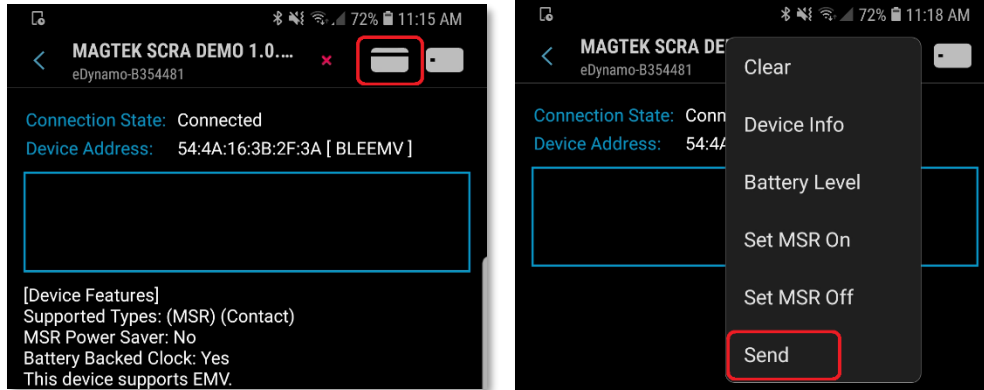 72% 11:15 AM
MAGTEK SCRA DEMO 1.0....
eDynamo-B354481
Connection State: Connected
Device Address: 54:4A:16:3B:2F:3A [ BLEEMV ]
[Device Features]
Supported Types: (MSR) (Contact)
MSR Power Saver: No
Battery Backed Clock: Yes
This device supports EMV.
72% 11:18 AM
MAGTEK SCRA DE
eDynamo-B354481
Connection State: Conn
Device Address: 54:4A
Clear
Device Info
Battery Level
Set MSR On
Set MSR Off
Send